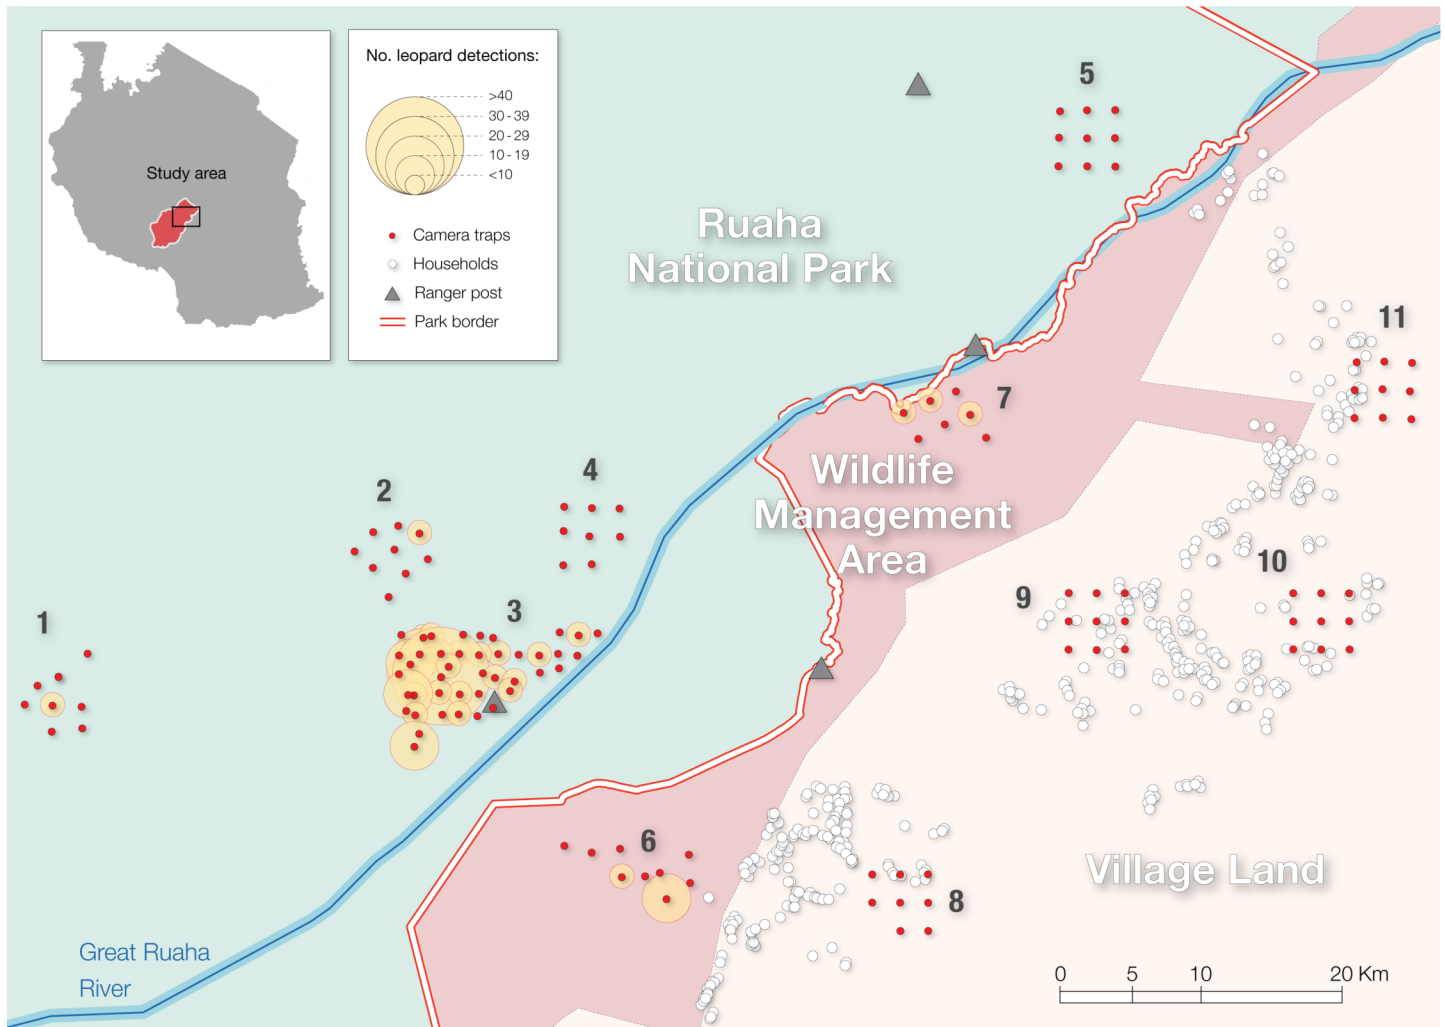 Study area
No. leopard detections:
>40
30 - 39
20 - 29
10 - 19
<10
Camera traps
Households
Ranger post
Park border
5
Ruaha
National Park
11
7
Wildlife
Management
Area
2
4
10
9
3
1
6
8
Village Land
Great Ruaha
River
0 5 10 20 Km